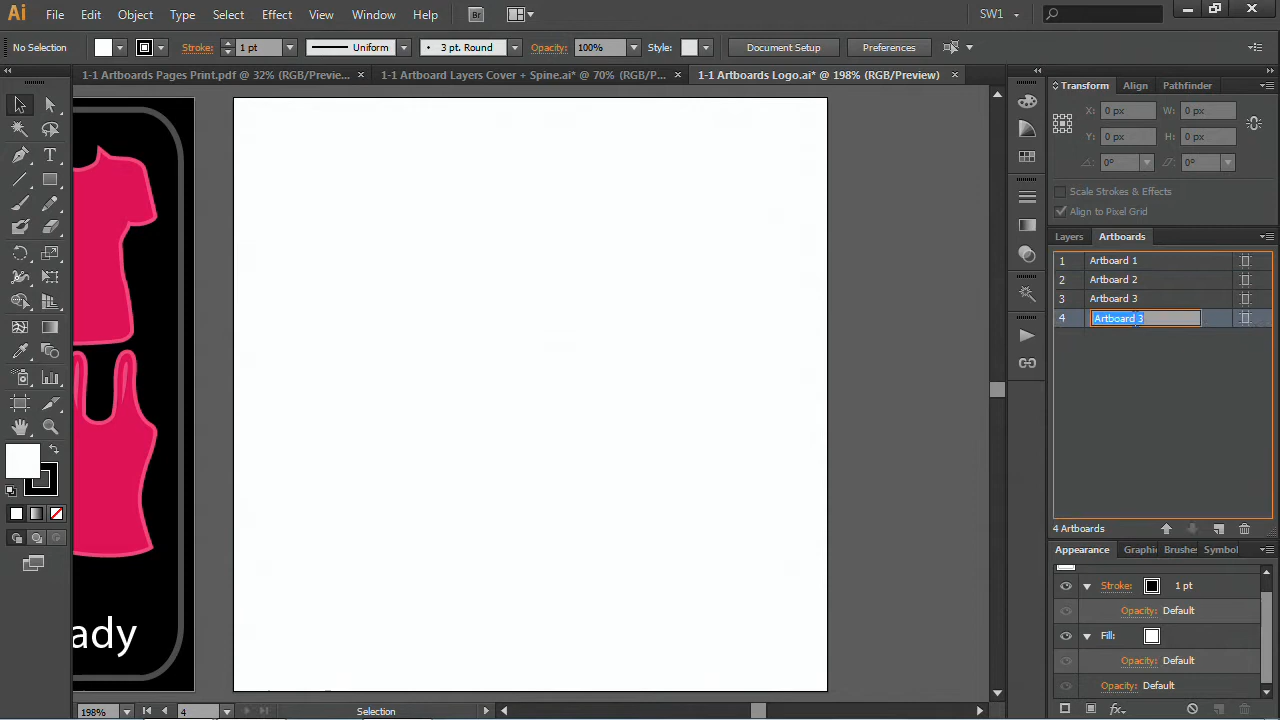 Ai File Edit Object Type Select Effect View Window Help Br SW1
No Selection Stroke: 1 pt Uniform 3 pt. Round Opacity: 100% Style: Document Setup Preferences
1-1 Artboards Pages Print.pdf @ 32% (RGB/Previe... × 1-1 Artboard Layers Cover + Spine.ai* @ 70% (RGB/P... × 1-1 Artboards Logo.ai* @ 198% (RGB/Preview) ×
Transform Align Pathfinder
X: 0 px W: 0 px
Y: 0 px H: 0 px
0° 0°
Scale Strokes & Effects
Align to Pixel Grid
Layers Artboards
1 Artboard 1
2 Artboard 2
3 Artboard 3
4 Artboard 3
4 Artboards
Appearance Graphi Brushe Symbol
Stroke: 1 pt
Opacity: Default
Fill:
Opacity: Default
Opacity: Default
fx
ady
198% 4 Selection